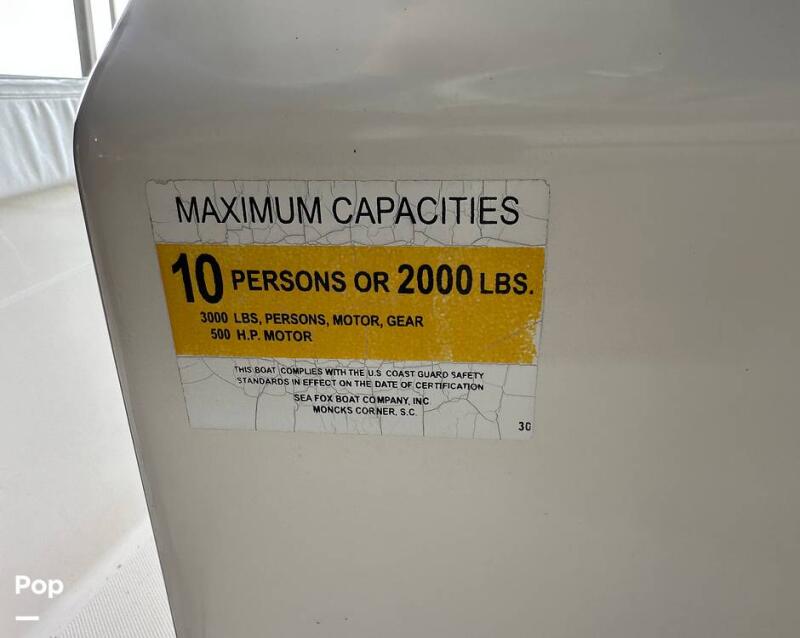 MAXIMUM CAPACITIES
10 PERSONS OR 2000 LBS.
3000 LBS, PERSONS, MOTOR, GEAR
500 H.P. MOTOR
THIS BOAT COMPLIES WITH THE U.S COAST GUARD SAFETY
STANDARDS IN EFFECT ON THE DATE OF CERTIFICATION
SEA FOX BOAT COMPANY, INC
MONCKS CORNER, S.C.
30
Pop